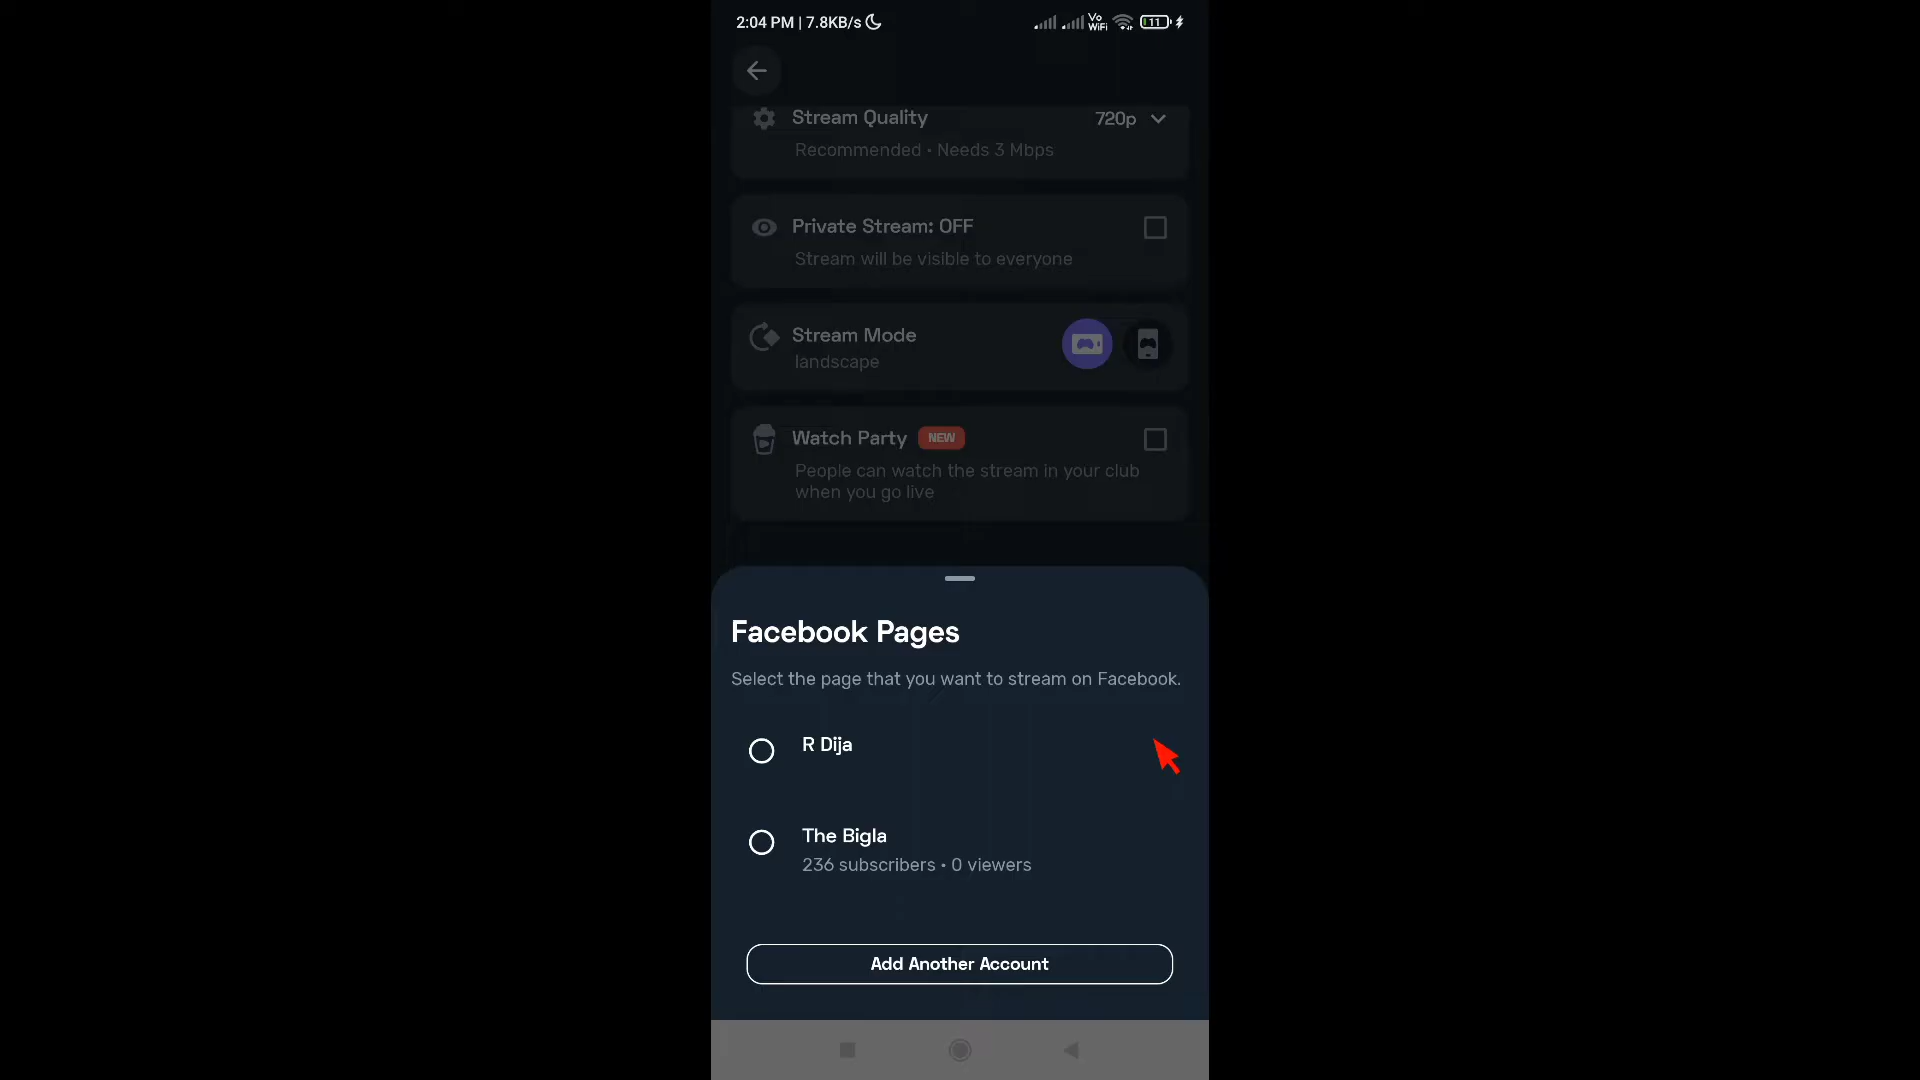 2:04 PM | 7.8KB/s Vo WiFi 11
Stream Quality 720p
Recommended • Needs 3 Mbps
Private Stream: OFF
Stream will be visible to everyone
Stream Mode
landscape
Watch Party NEW
People can watch the stream in your club
when you go live
Facebook Pages
Select the page that you want to stream on Facebook.
R Dija
The Bigla
236 subscribers • 0 viewers
Add Another Account